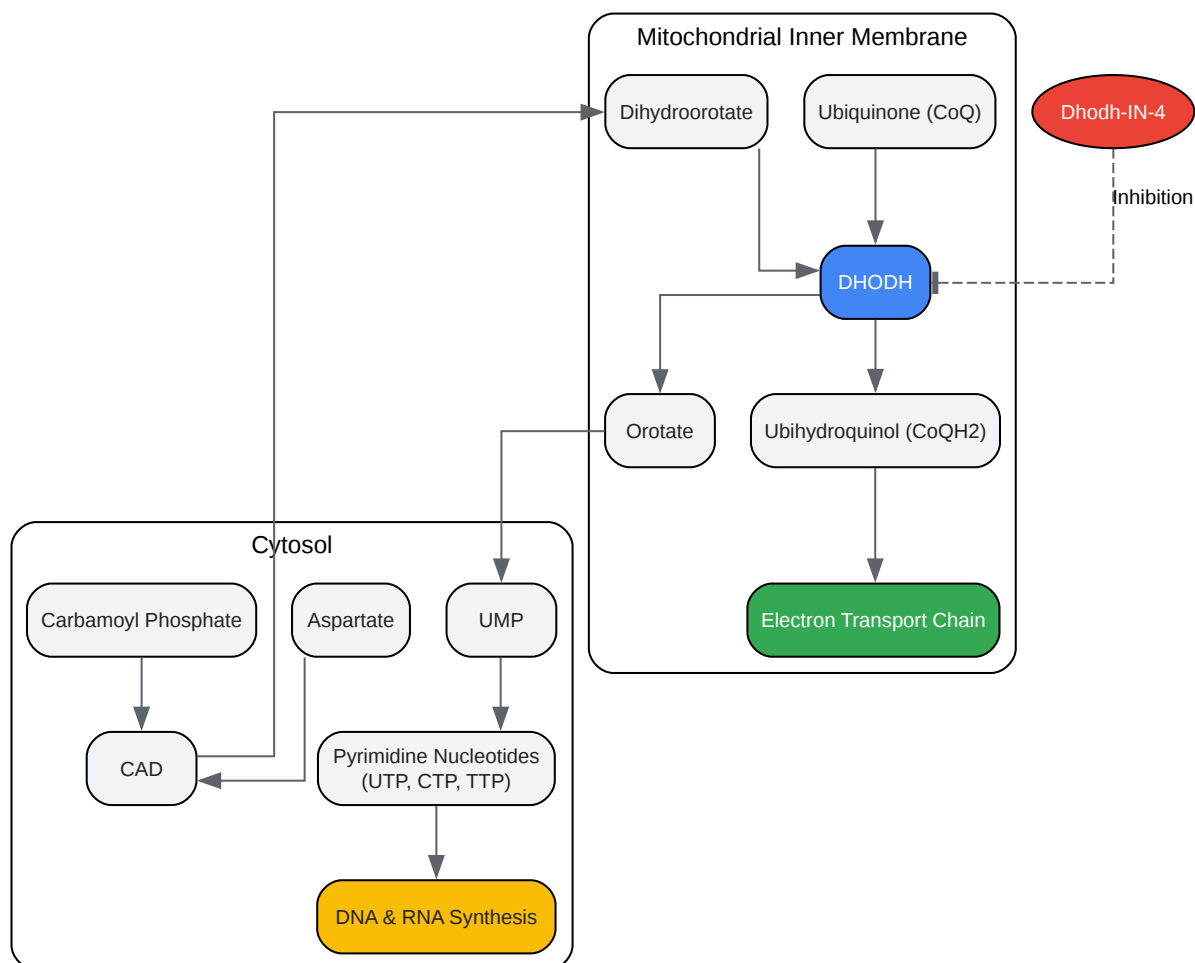 Mitochondrial Inner Membrane
Dihydroorotate
Ubiquinone (CoQ)
Dhodh-IN-4
Inhibition
DHODH
Orotate
Ubihydroquinol (CoQH2)
Cytosol
Carbamoyl Phosphate
Aspartate
UMP
Electron Transport Chain
CAD
Pyrimidine Nucleotides
(UTP, CTP, TTP)
DNA & RNA Synthesis